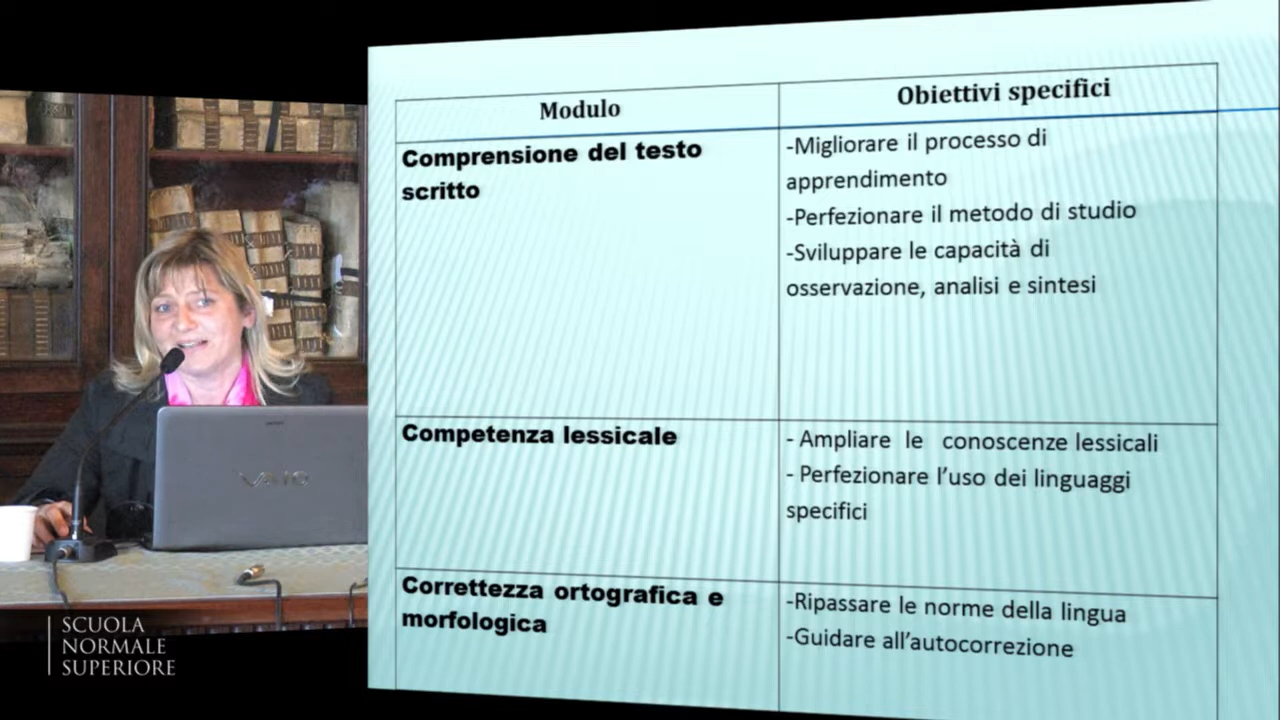 Modulo
Obiettivi specifici
Comprensione del testo
scritto
-Migliorare il processo di
apprendimento
-Perfezionare il metodo di studio
-Sviluppare le capacità di
osservazione, analisi e sintesi
Competenza lessicale
- Ampliare le conoscenze lessicali
- Perfezionare l’uso dei linguaggi
specifici
Correttezza ortografica e
morfologica
-Ripassare le norme della lingua
-Guidare all’autocorrezione
VAIO
SCUOLA
NORMALE
SUPERIORE